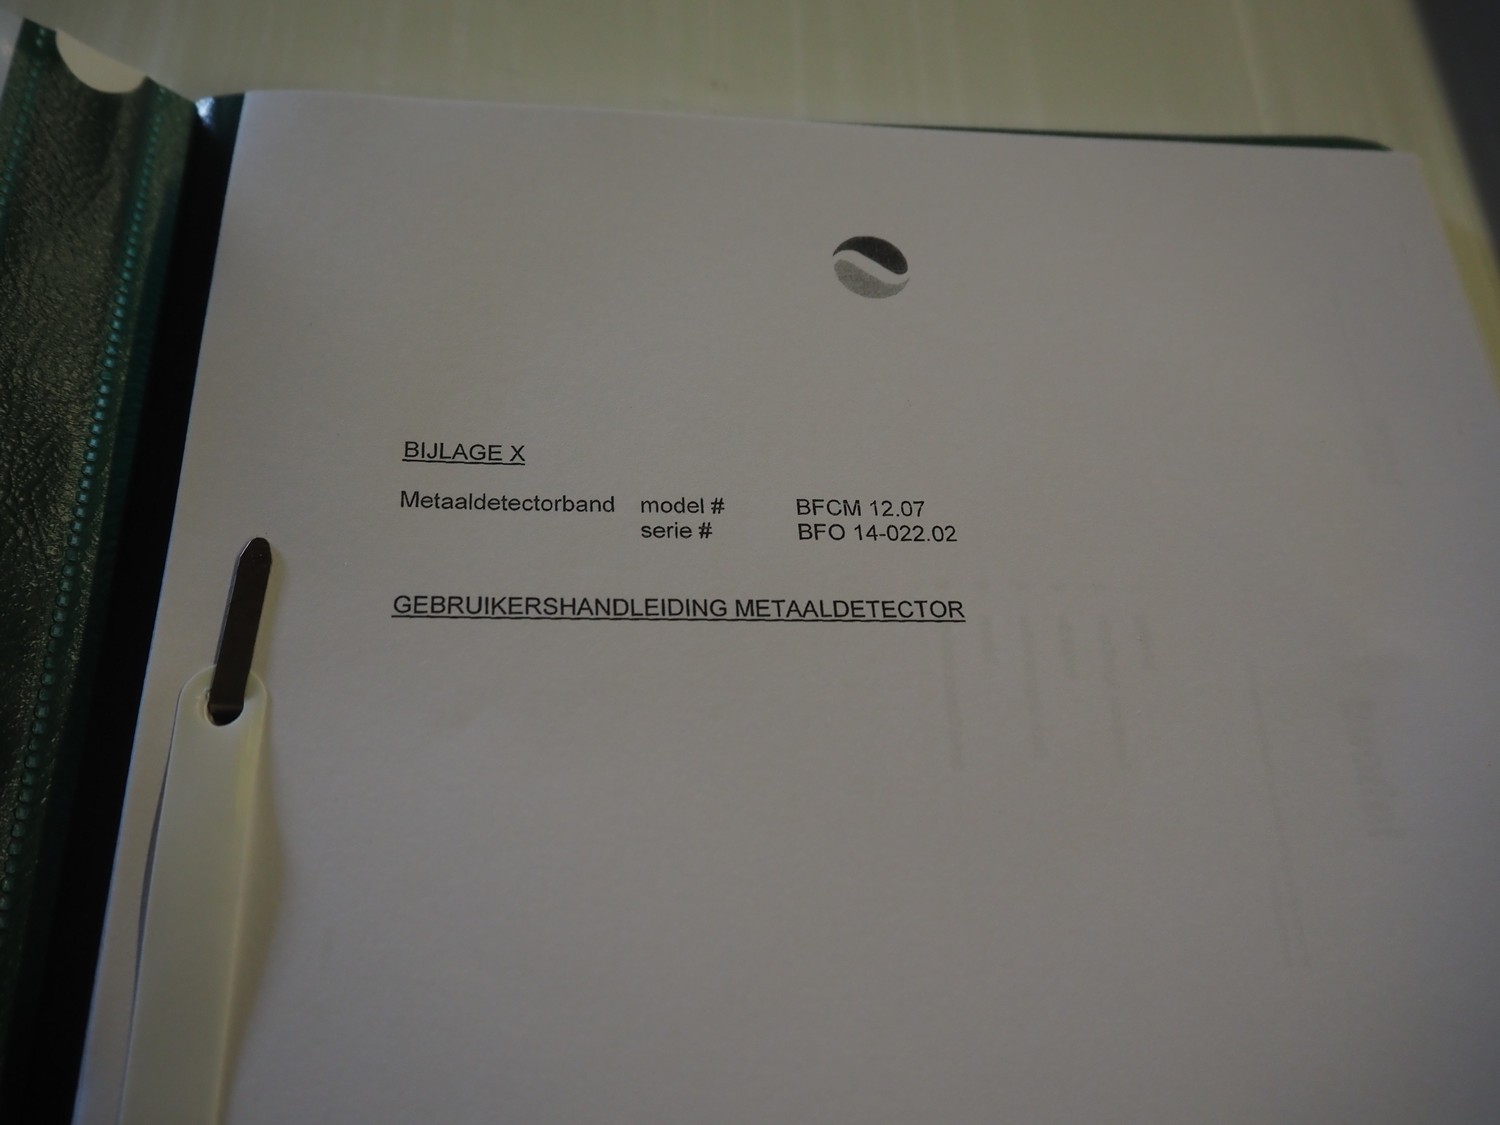 BIJLAGE X
Metaaldetectorband model # BFCM 12.07
serie # BFO 14-022.02
GEBRUIKERSHANDLEIDING METAALDETECTOR